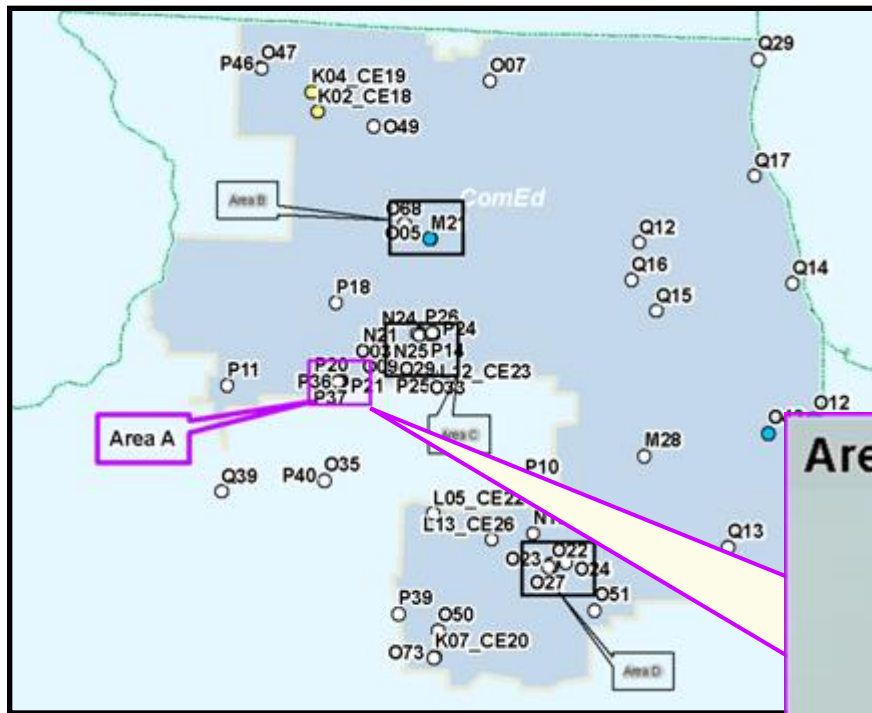 Q29
P46
O47
K04_CE19
O07
K02_CE18
O49
Q17
Area B
ComEd
O68
O05
M21
Q12
Q16
Q14
Q15
P18
N24
P26
N21
P24
O03
N25
P14
P20
O09
O29
CE23
P11
P36
P21
P25
O33
P37
O12
Area A
Area C
M28
Are
Q39
P40
O35
P10
L05_CE22
L13_CE26
Q13
O23
O22
O24
O27
O51
P39
O50
K07_CE20
O73
Area D